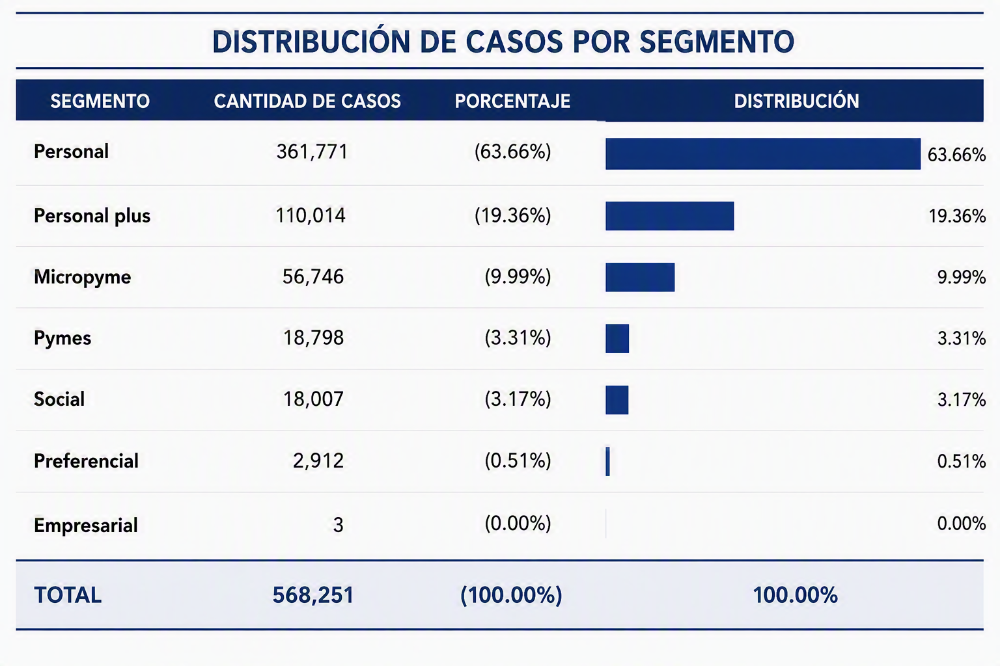 DISTRIBUCIÓN DE CASOS POR SEGMENTO
SEGMENTO CANTIDAD DE CASOS PORCENTAJE DISTRIBUCIÓN
Personal 361,771 (63.66%) 63.66%
Personal plus 110,014 (19.36%) 19.36%
Micropyme 56,746 (9.99%) 9.99%
Pymes 18,798 (3.31%) 3.31%
Social 18,007 (3.17%) 3.17%
Preferencial 2,912 (0.51%) 0.51%
Empresarial 3 (0.00%) 0.00%
TOTAL 568,251 (100.00%) 100.00%